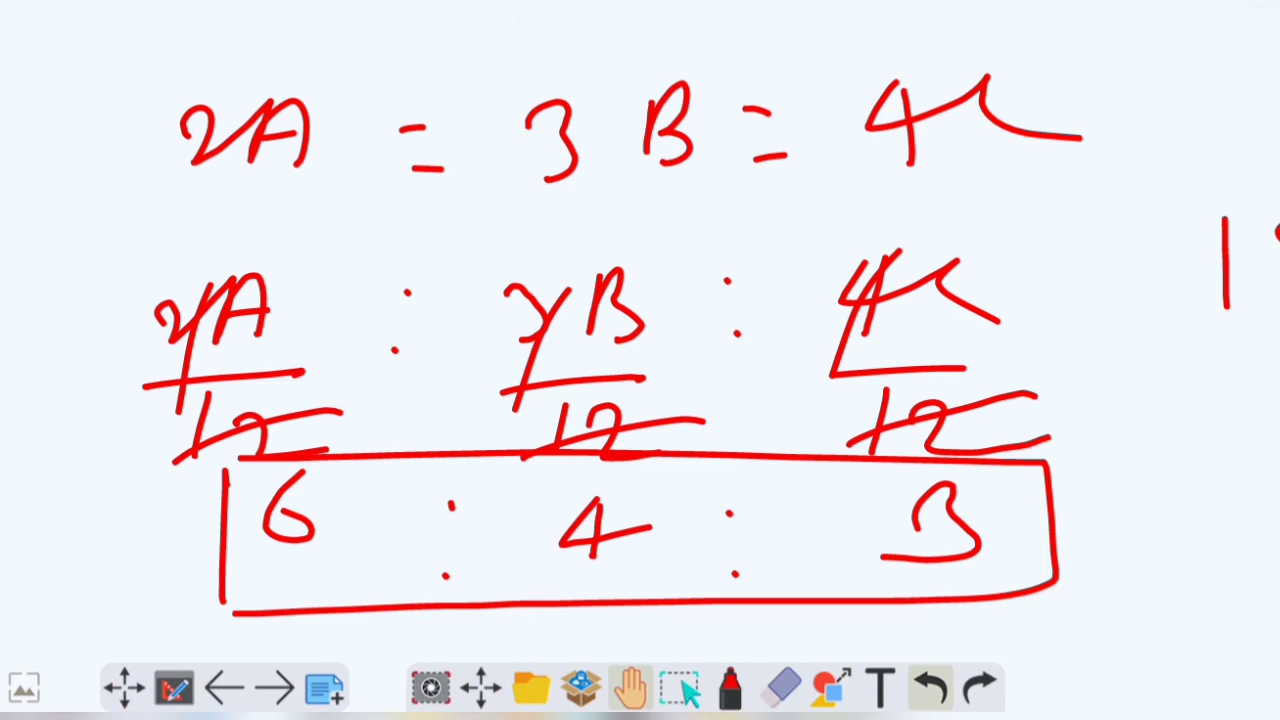 2A = 3B = 4C
2A/12 : 3B/12 : 4C/12
6 : 4 : 3